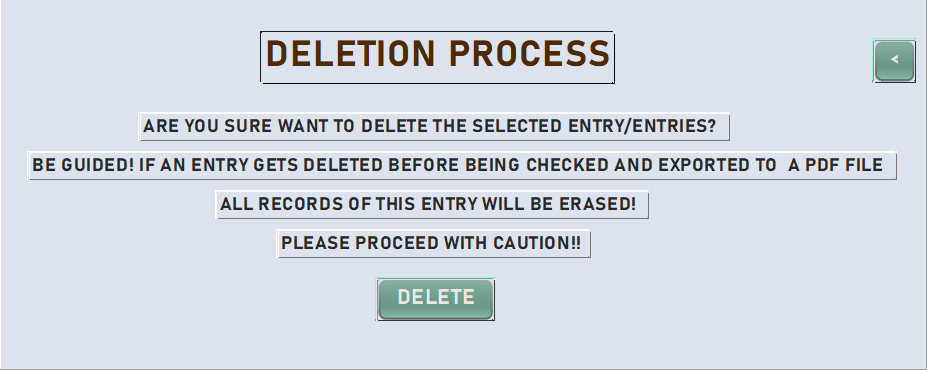 DELETION PROCESS
<
ARE YOU SURE WANT TO DELETE THE SELECTED ENTRY/ENTRIES?
BE GUIDED! IF AN ENTRY GETS DELETED BEFORE BEING CHECKED AND EXPORTED TO  A PDF FILE
ALL RECORDS OF THIS ENTRY WILL BE ERASED!
PLEASE PROCEED WITH CAUTION!!
DELETE